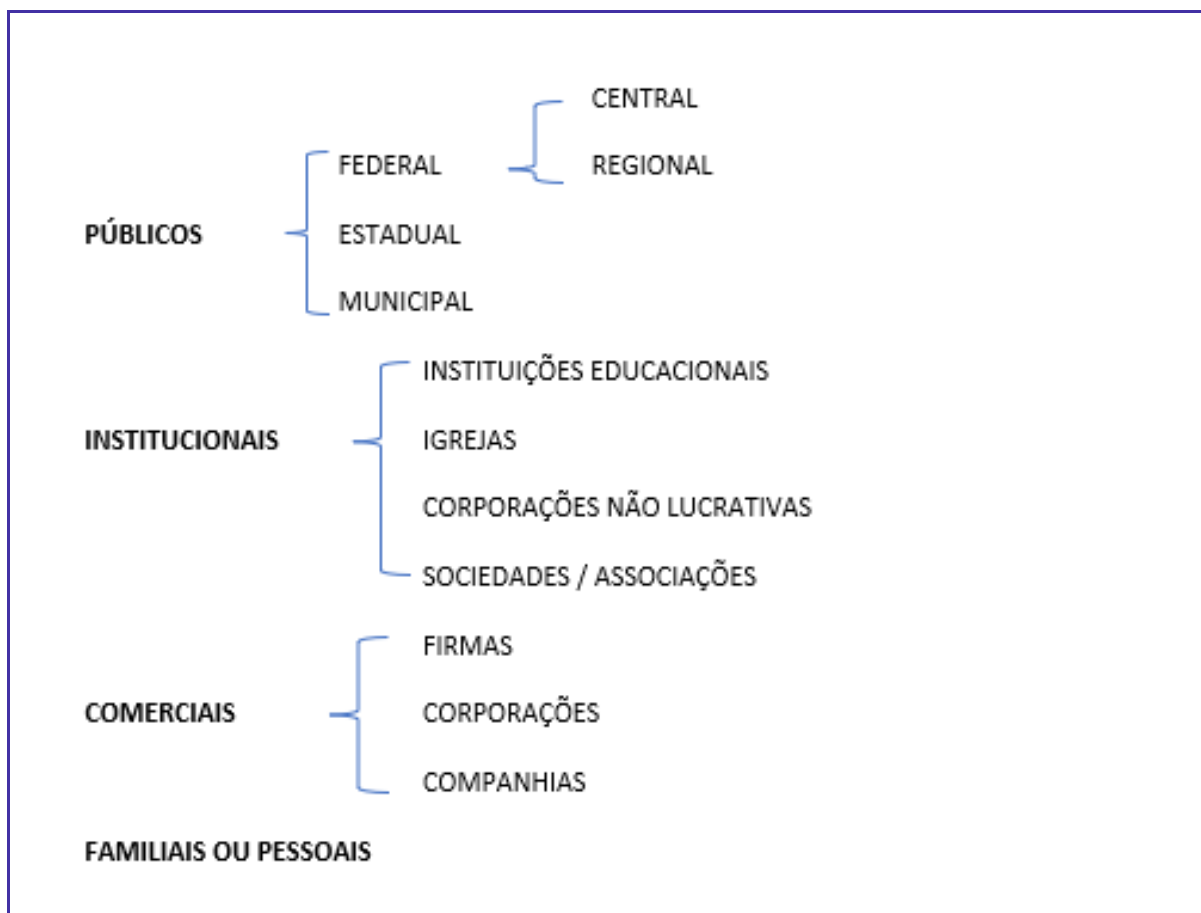 CENTRAL
FEDERAL REGIONAL
PÚBLICOS ESTADUAL
MUNICIPAL
INSTITUIÇÕES EDUCACIONAIS
INSTITUCIONAIS IGREJAS
CORPORAÇÕES NÃO LUCRATIVAS
SOCIEDADES / ASSOCIAÇÕES
FIRMAS
COMERCIAIS CORPORAÇÕES
COMPANHIAS
FAMILIAIS OU PESSOAIS